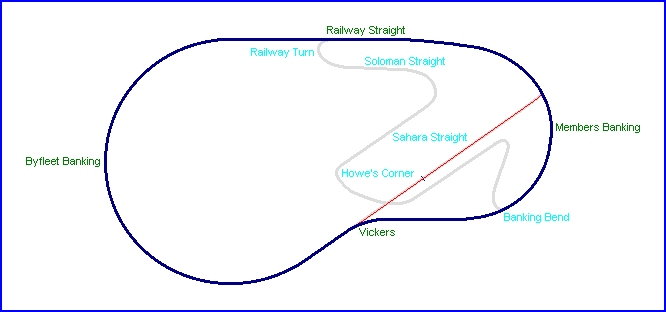 Railway Straight
Railway Turn
Soloman Straight
Members Banking
Sahara Straight
Byfleet Banking
Howe's Corner
Banking Bend
Vickers